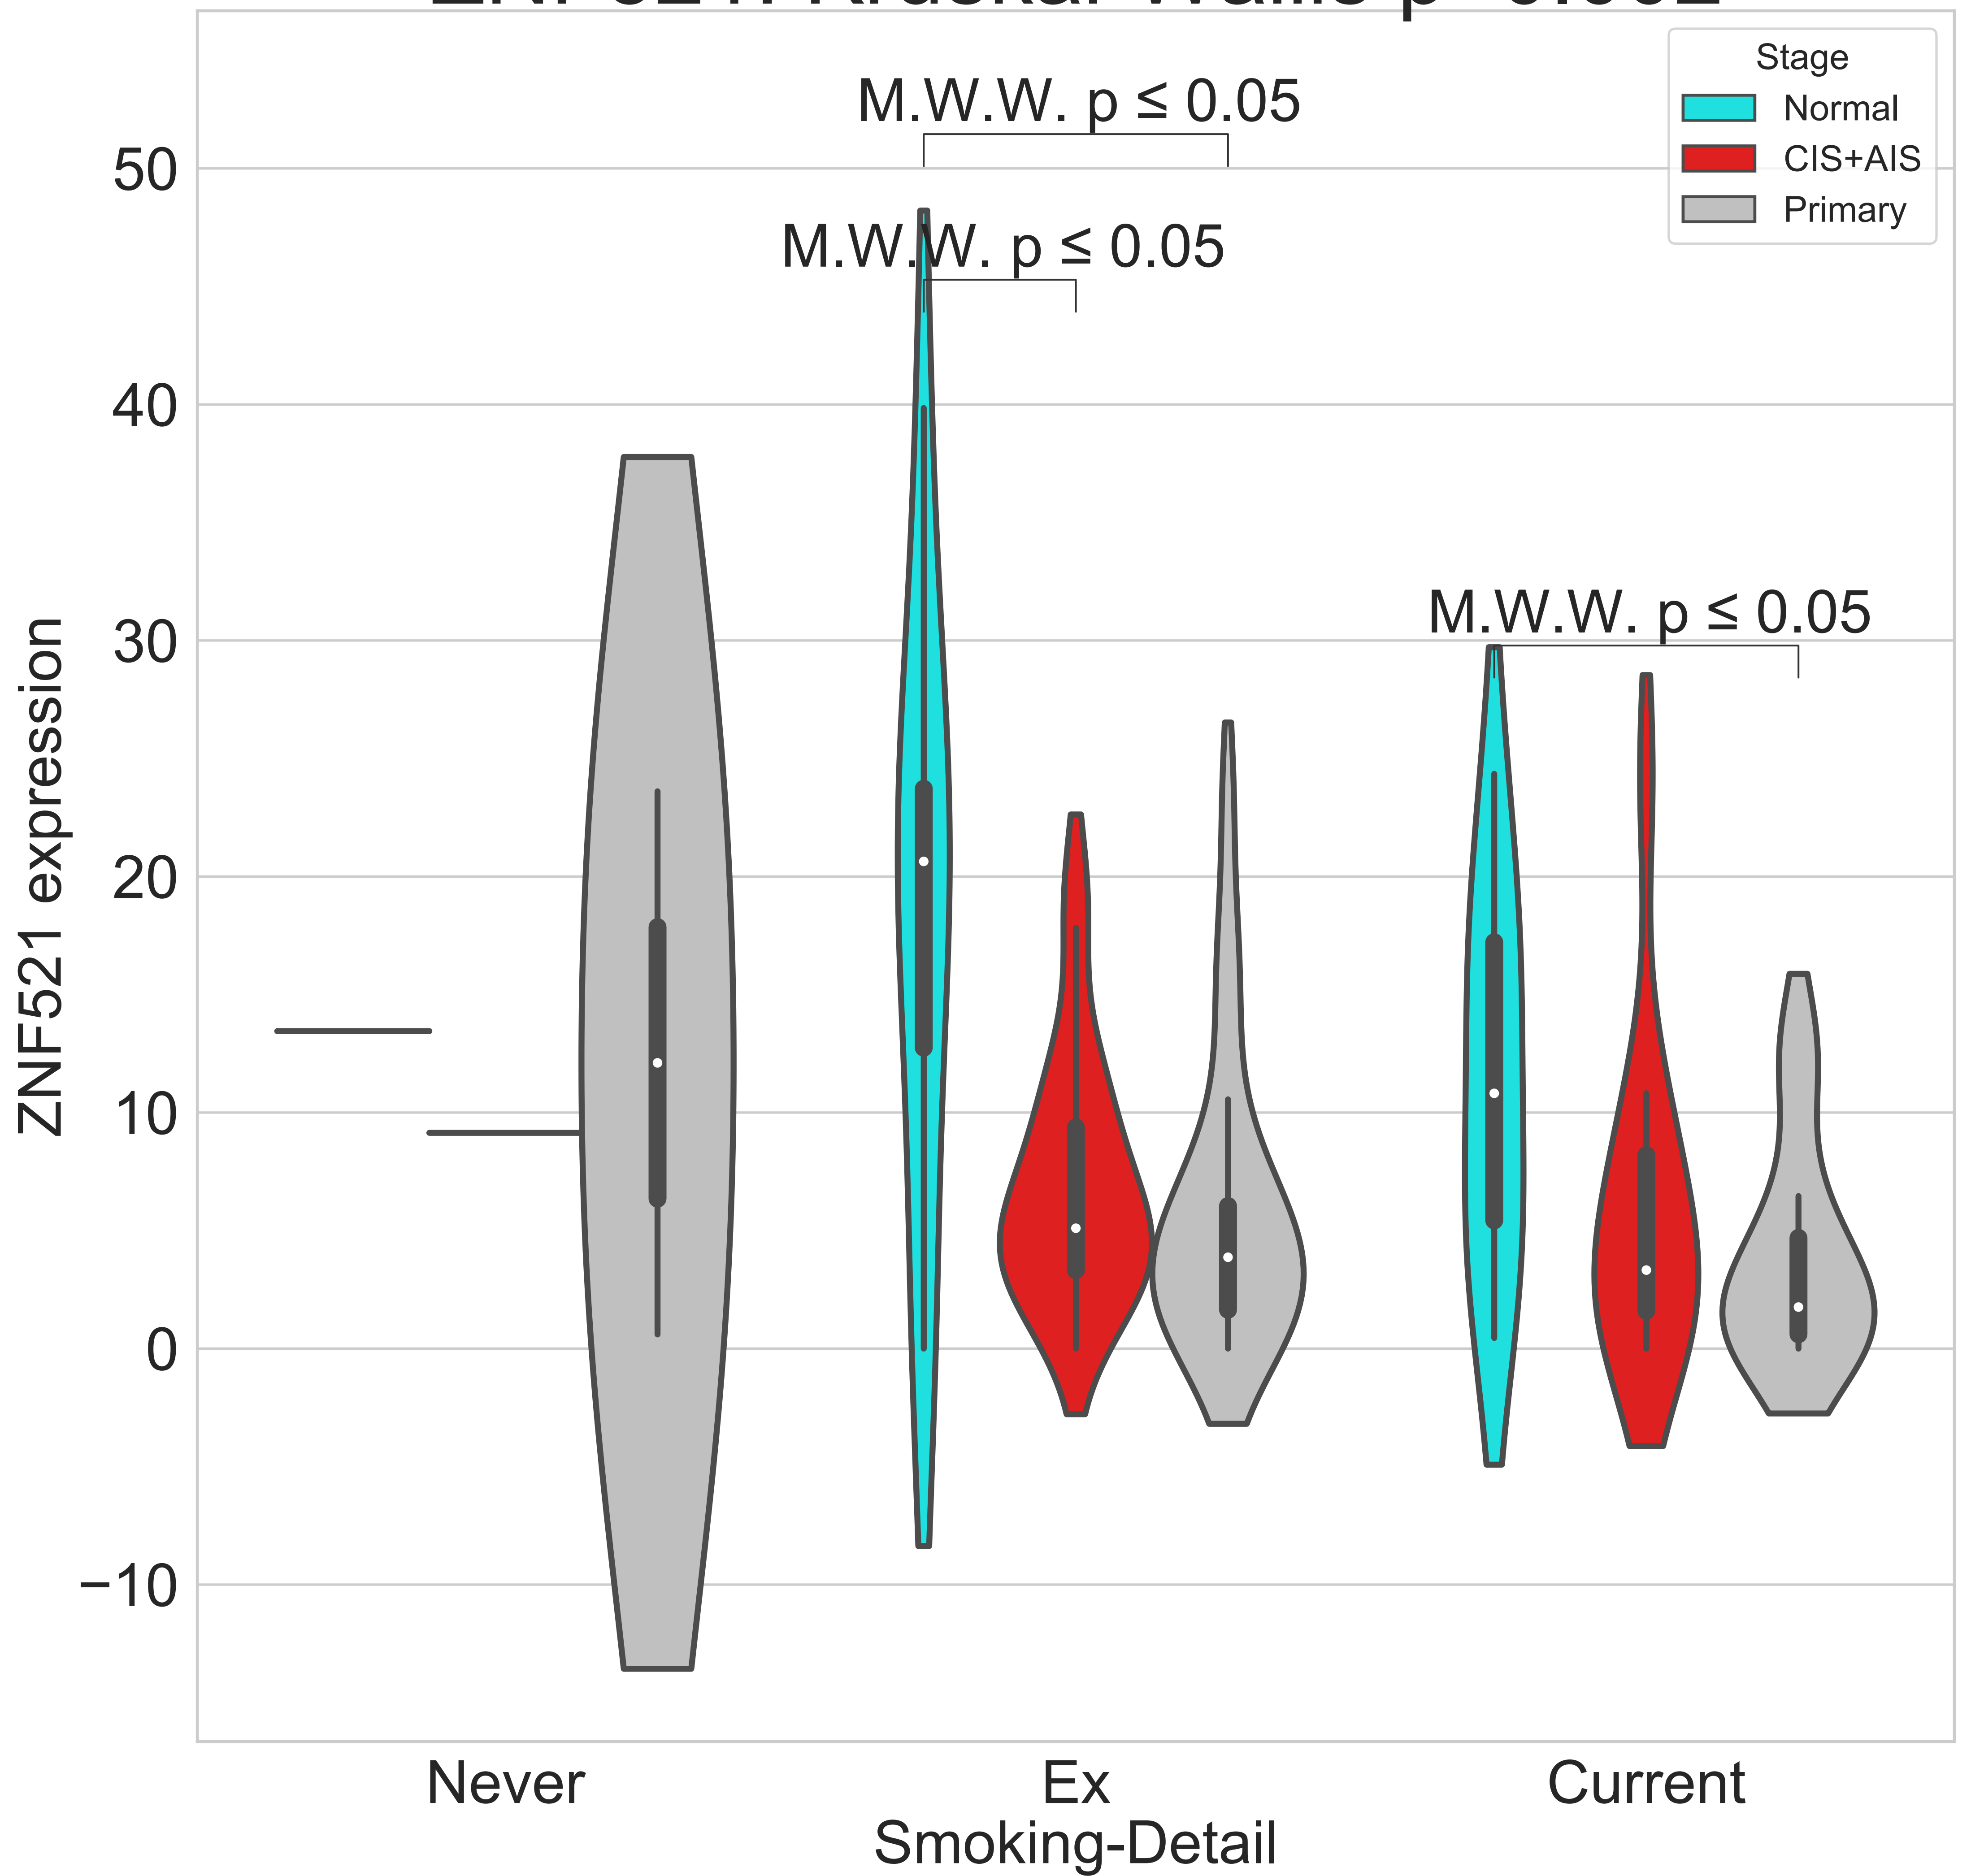 M.W.W. p ≤ 0.05
M.W.W. p ≤ 0.05
M.W.W. p ≤ 0.05
Stage
Normal
CIS+AIS
Primary
ZNF521 expression
50
40
30
20
10
0
−10
Never
Ex
Current
Smoking-Detail